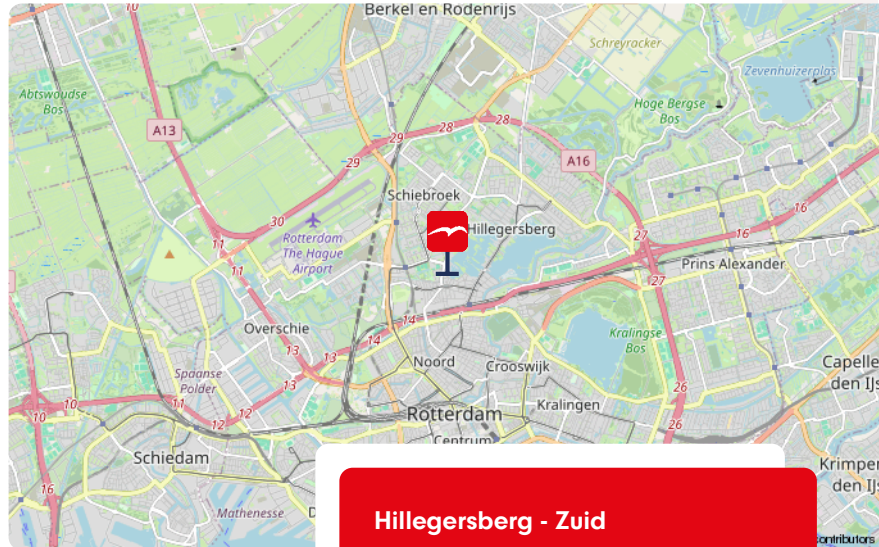 Berkel en Rodenrijs
10
Schreyracker
Zevenhuizerplas
Abtswoudse
Bos
Hoge Bergse
Bos
A13
29
28
28
A16
29
Schiebroek
30
Rotterdam
The Hague
Airport
Hillegersberg
16
16
27
11
11
Prins Alexander
27
14
Overschie
13
13
14
Kralingse
Bos
Noord
Crooswijk
Capelle
den IJs
Spaanse
Polder
13
26
10
10
11
12
12
Rotterdam
Kralingen
26
Centrum
Schiedam
Krimpen
den IJs
16
Mathenesse
D
Hillegersberg - Zuid
contributors